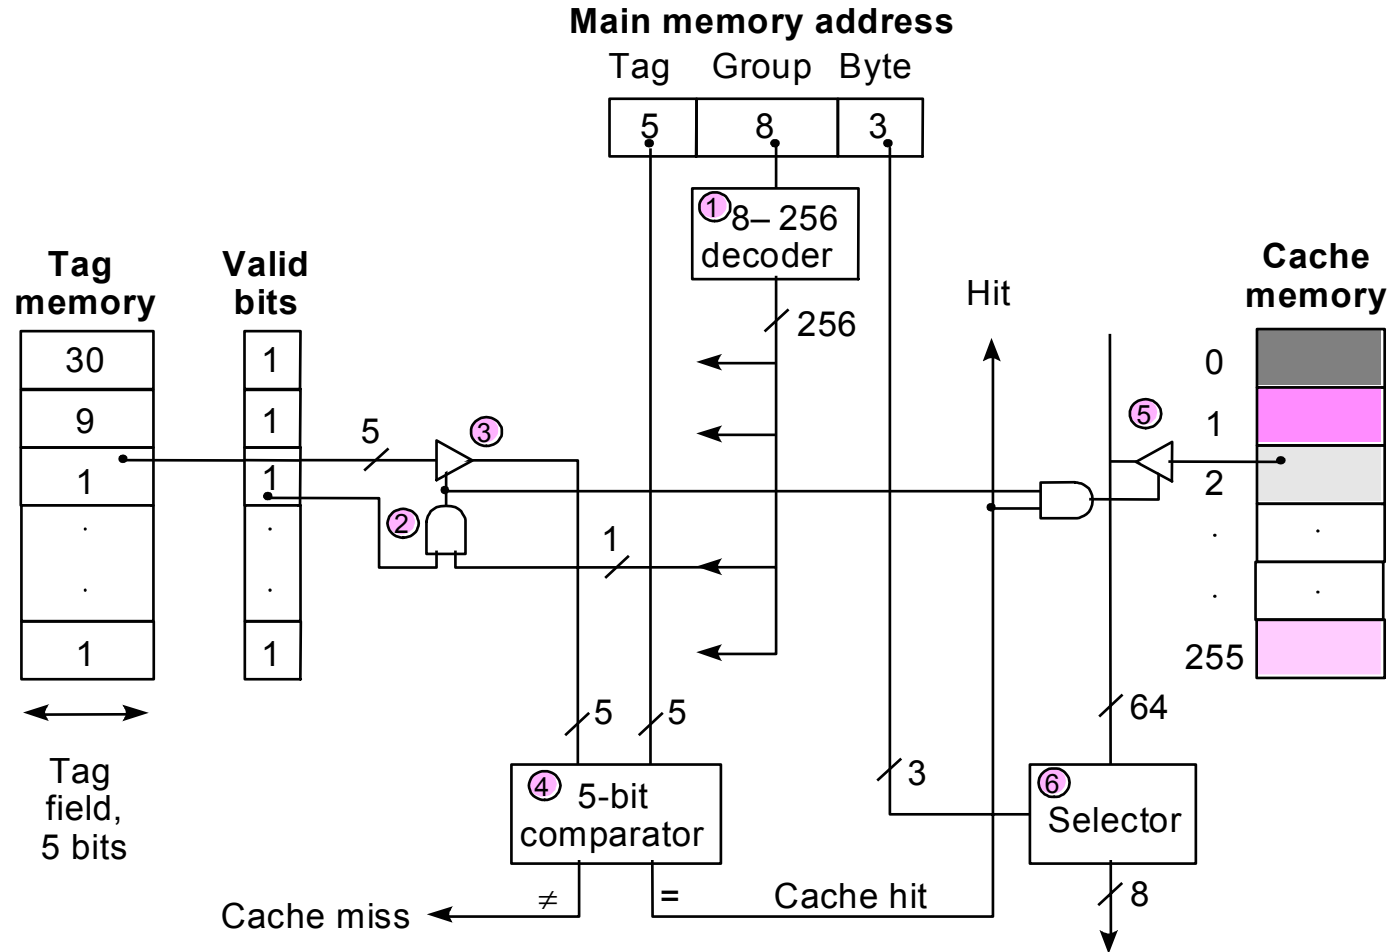 Main memory address
Tag Group Byte
5 8 3
1 8– 256
decoder
256
Tag
memory
Valid
bits
Hit
Cache
memory
30 1 0
9 1 1
1 1 2
. . . .
. . . .
1 1 255
5 3
5
2
1
5 5
64
3
Tag
field,
5 bits
4 5-bit
comparator
6
Selector
≠ = Cache hit
Cache miss
8